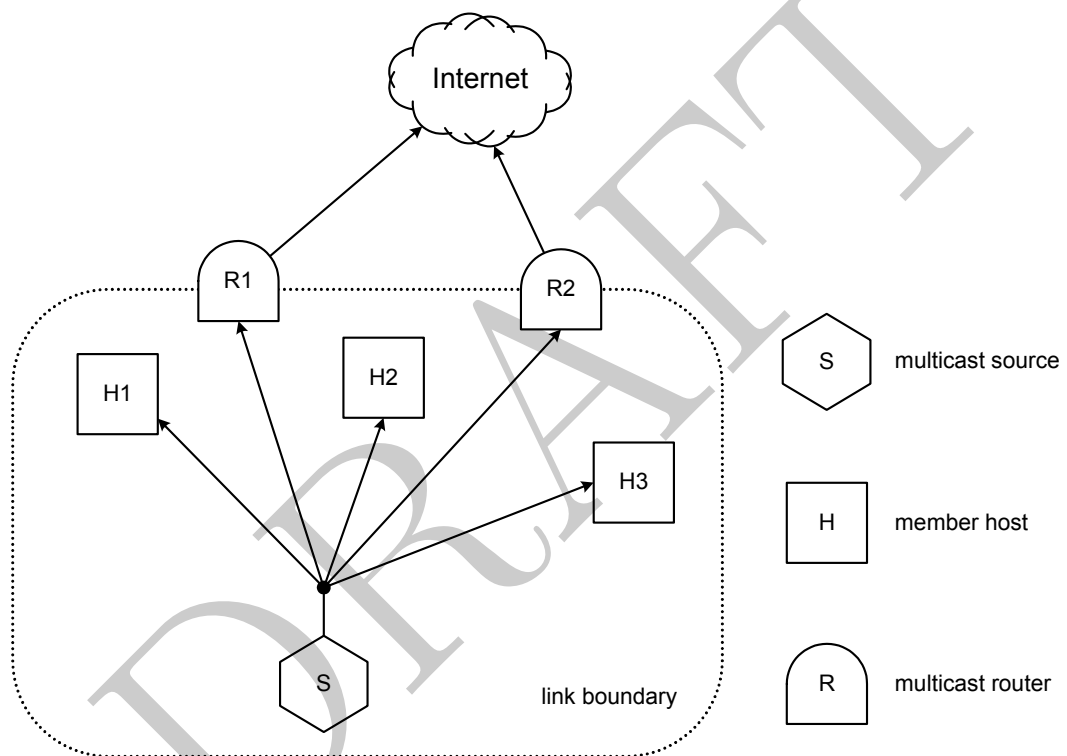 Internet
R1
R2
H1
H2
H3
S
link boundary
S
multicast source
H
member host
R
multicast router
DRAFT